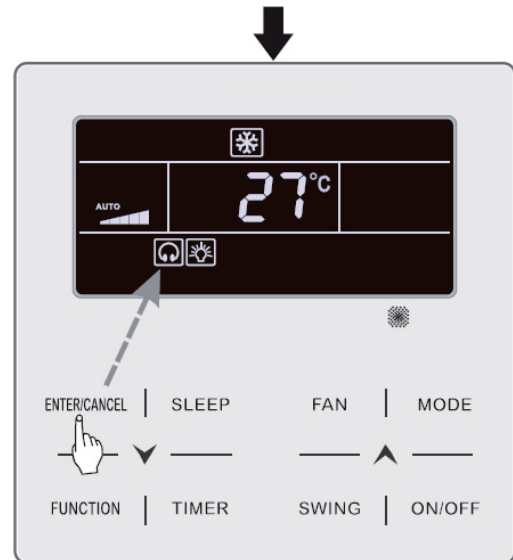 27°C
AUTO
ENTER/CANCEL SLEEP FAN MODE
FUNCTION TIMER SWING ON/OFF